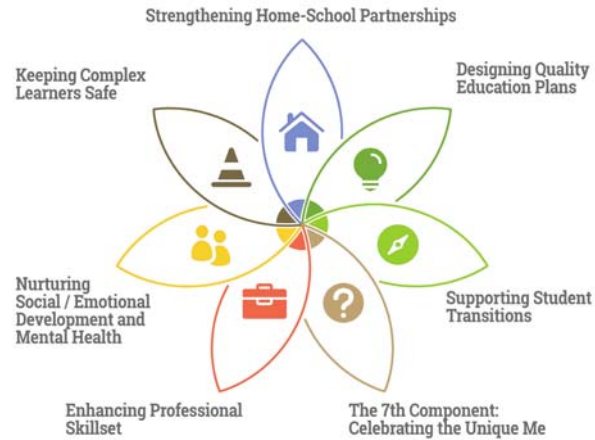 Strengthening Home-School Partnerships
Keeping Complex
Learners Safe
Designing Quality
Education Plans
Nurturing
Social / Emotional
Development and
Mental Health
Supporting Student
Transitions
Enhancing Professional
Skillset
The 7th Component:
Celebrating the Unique Me
?